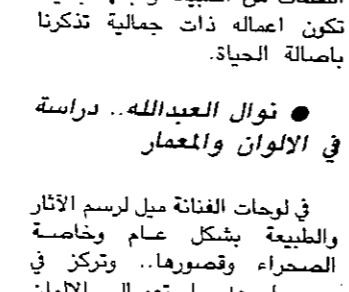 تكون اعماله ذات جمالية تذكرنا
باصالة الحياة.
● نوال العبدالله.. دراسة
في الالوان والمعمار
في لوحات الفنانة ميل لرسم الآثار
والطبيعة بشكل عام وخاصة
الصحراء وقصورها.. وتركز في